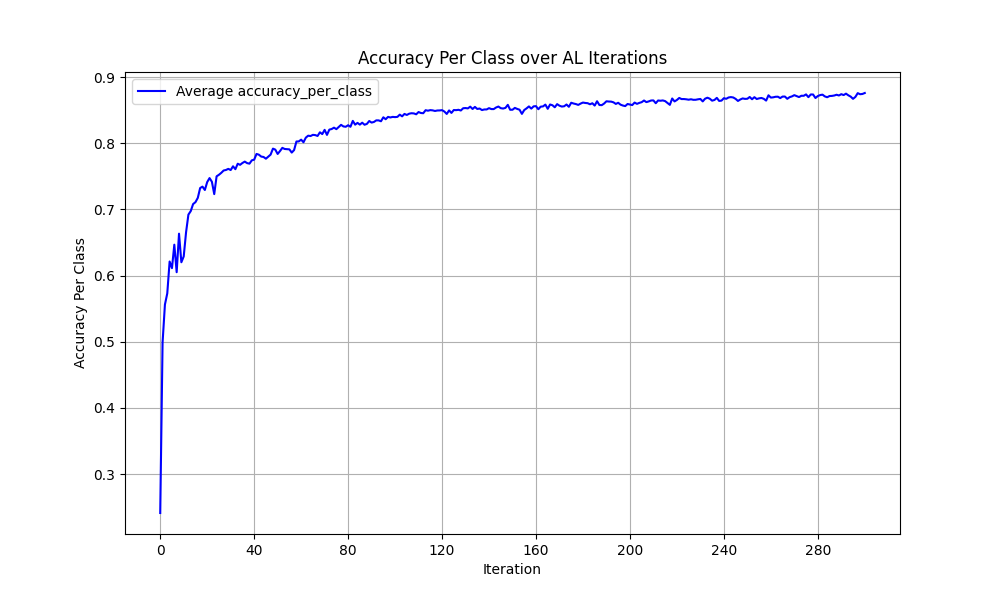 Accuracy Per Class over AL Iterations
Average accuracy_per_class
Accuracy Per Class
0.9
0.8
0.7
0.6
0.5
0.4
0.3
0 40 80 120 160 200 240 280
Iteration